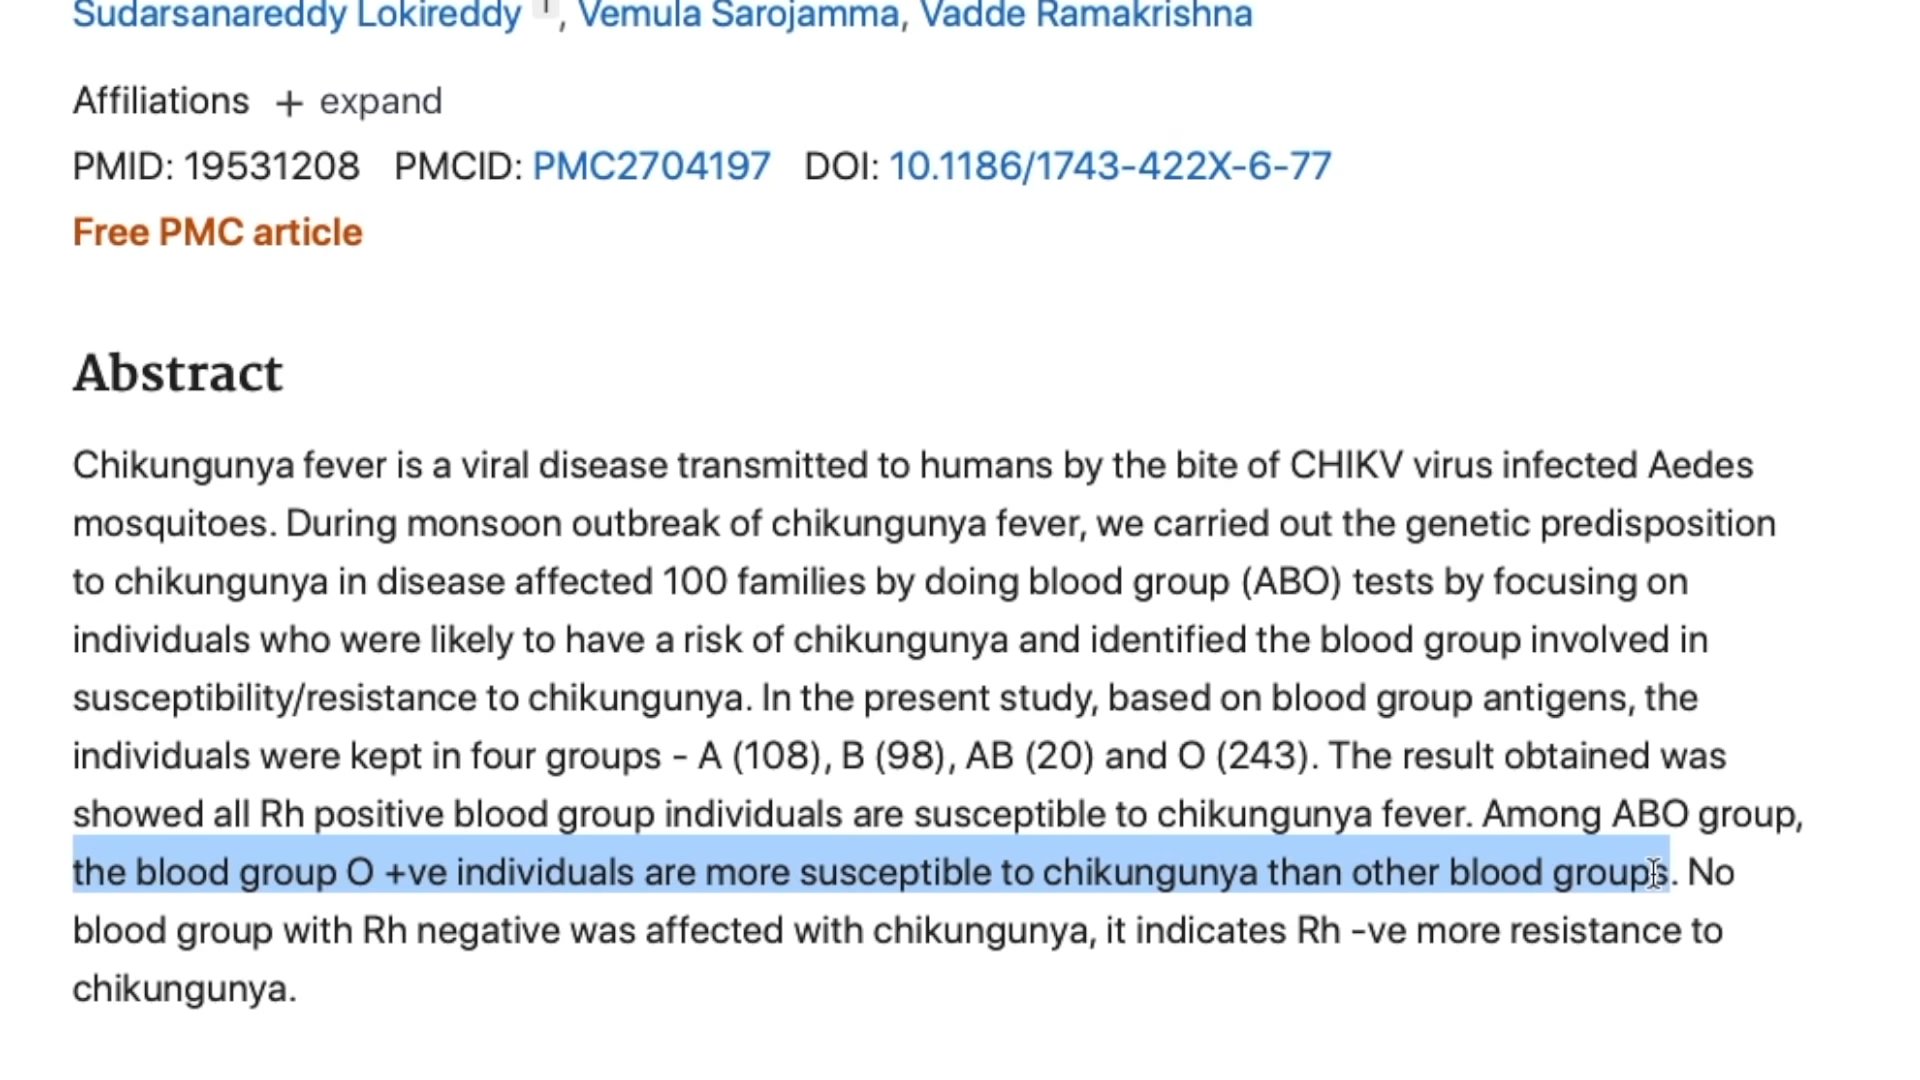 Sudarsanareddy Lokireddy 1, Vemula Sarojamma, Vadde Ramakrishna
Affiliations + expand
PMID: 19531208 PMCID: PMC2704197 DOI: 10.1186/1743-422X-6-77
Free PMC article
Abstract
Chikungunya fever is a viral disease transmitted to humans by the bite of CHIKV virus infected Aedes
mosquitoes. During monsoon outbreak of chikungunya fever, we carried out the genetic predisposition
to chikungunya in disease affected 100 families by doing blood group (ABO) tests by focusing on
individuals who were likely to have a risk of chikungunya and identified the blood group involved in
susceptibility/resistance to chikungunya. In the present study, based on blood group antigens, the
individuals were kept in four groups - A (108), B (98), AB (20) and O (243). The result obtained was
showed all Rh positive blood group individuals are susceptible to chikungunya fever. Among ABO group,
the blood group O +ve individuals are more susceptible to chikungunya than other blood groups. No
blood group with Rh negative was affected with chikungunya, it indicates Rh -ve more resistance to
chikungunya.